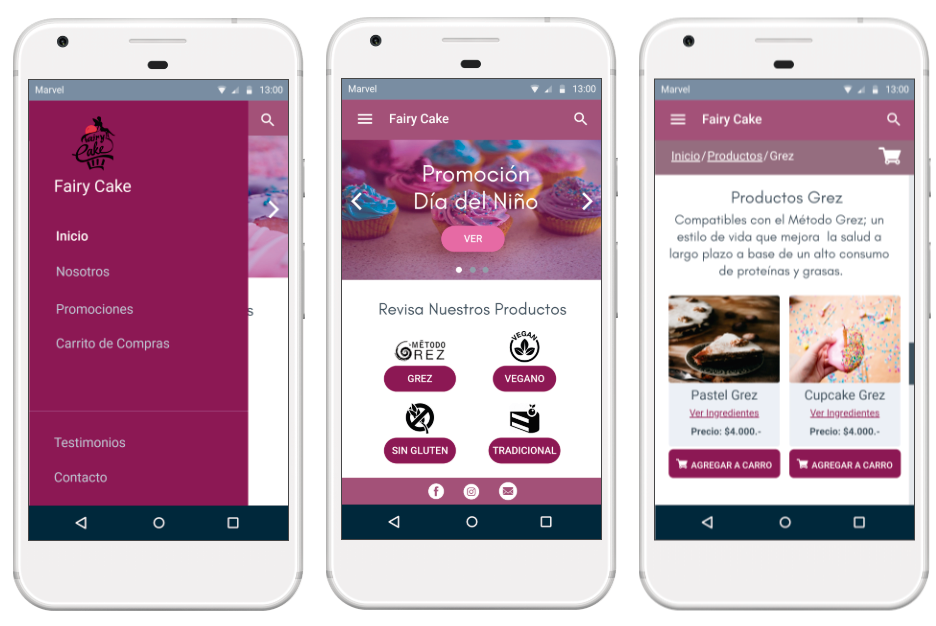 Marvel
13:00
Fairy
Cake
Fairy Cake
Inicio
Nosotros
Promociones
s
Carrito de Compras
Testimonios
Contacto
Marvel
13:00
Fairy Cake
Promoción
Día del Niño
VER
Revisa Nuestros Productos
MÉTODO
GREZ
VEGAN
GREZ
VEGANO
SIN GLUTEN
TRADICIONAL
Marvel
13:00
Fairy Cake
Inicio/Productos/Grez
Productos Grez
Compatibles con el Método Grez; un
estilo de vida que mejora la salud a
largo plazo a base de un alto consumo
de proteínas y grasas.
Pastel Grez
Ver Ingredientes
Precio: $4.000.-
AGREGAR A CARRO
Cupcake Grez
Ver Ingredientes
Precio: $4.000.-
AGREGAR A CARRO